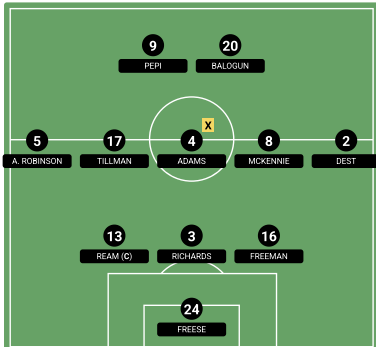 9 20
PEPI BALOGUN
X
5 17 4 8 2
A. ROBINSON TILLMAN ADAMS MCKENNIE DEST
13 3 16
REAM (C) RICHARDS FREEMAN
24
FREESE